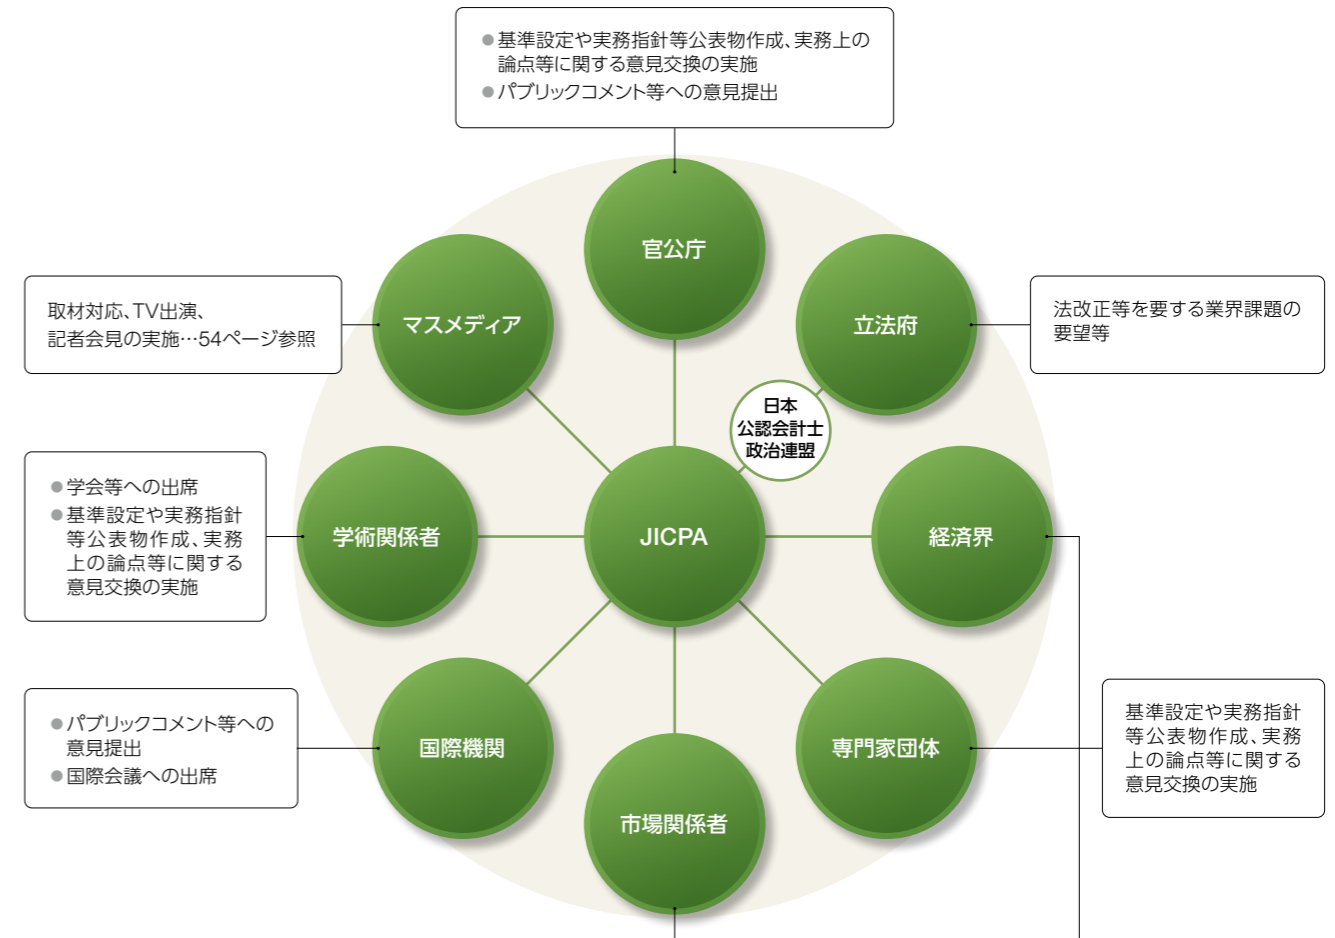 ●基準設定や実務指針等公表物作成、実務上の
論点等に関する意見交換の実施
●パブリックコメント等への意見提出
官公庁
マスメディア
立法府
取材対応、TV出演、
記者会見の実施…54ページ参照
法改正等を要する業界課題の
要望等
日本
公認会計士
政治連盟
●学会等への出席
●基準設定や実務指針
等公表物作成、実務
上の論点等に関する
意見交換の実施
学術関係者
JICPA
経済界
●パブリックコメント等への
意見提出
●国際会議への出席
国際機関
専門家団体
基準設定や実務指針
等公表物作成、実務
上の論点等に関する
意見交換の実施
市場関係者